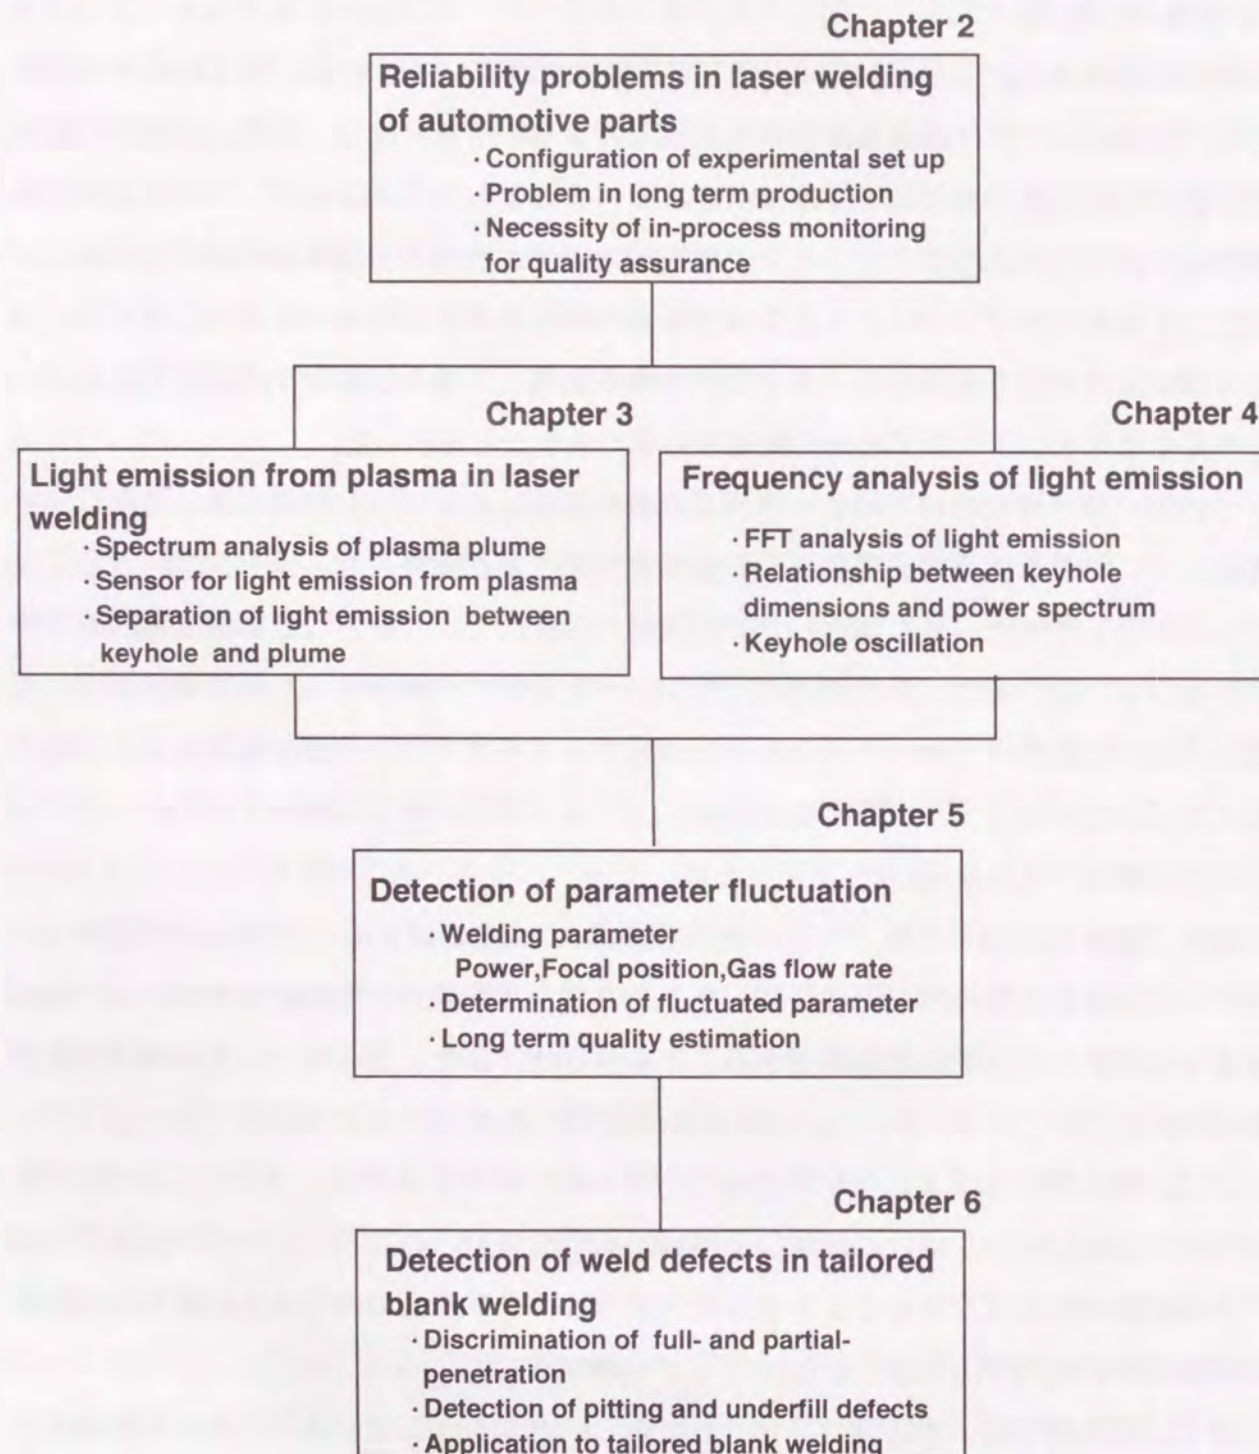 Chapter 2
Reliability problems in laser welding
of automotive parts
· Configuration of experimental set up
· Problem in long term production
· Necessity of in-process monitoring
for quality assurance
Chapter 3
Light emission from plasma in laser
welding
· Spectrum analysis of plasma plume
· Sensor for light emission from plasma
· Separation of light emission between
keyhole and plume
Chapter 4
Frequency analysis of light emission
· FFT analysis of light emission
· Relationship between keyhole
dimensions and power spectrum
· Keyhole oscillation
Chapter 5
Detection of parameter fluctuation
· Welding parameter
Power,Focal position,Gas flow rate
· Determination of fluctuated parameter
· Long term quality estimation
Chapter 6
Detection of weld defects in tailored
blank welding
· Discrimination of full- and partial-
penetration
· Detection of pitting and underfill defects
· Application to tailored blank welding